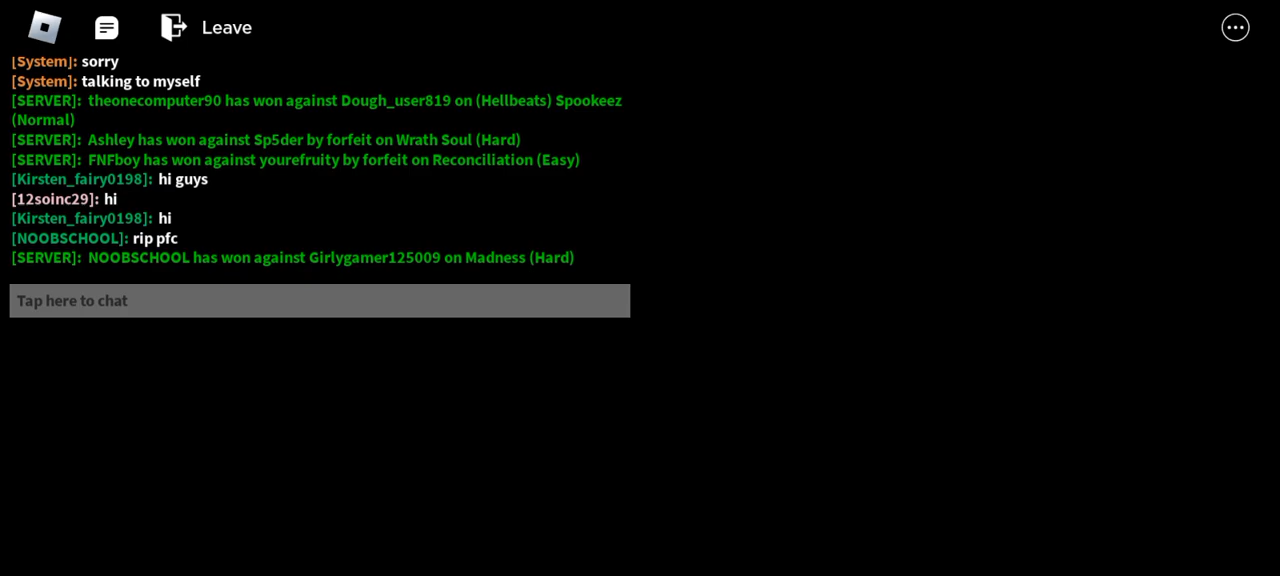 Leave
[System]: sorry
[System]: talking to myself
[SERVER]: theonecomputer90 has won against Dough_user819 on (Hellbeats) Spookeez
(Normal)
[SERVER]: Ashley has won against Sp5der by forfeit on Wrath Soul (Hard)
[SERVER]: FNFboy has won against yourefruity by forfeit on Reconciliation (Easy)
[Kirsten_fairy0198]: hi guys
[12soinc29]: hi
[Kirsten_fairy0198]: hi
[NOOBSCHOOL]: rip pfc
[SERVER]: NOOBSCHOOL has won against Girlygamer125009 on Madness (Hard)
Tap here to chat